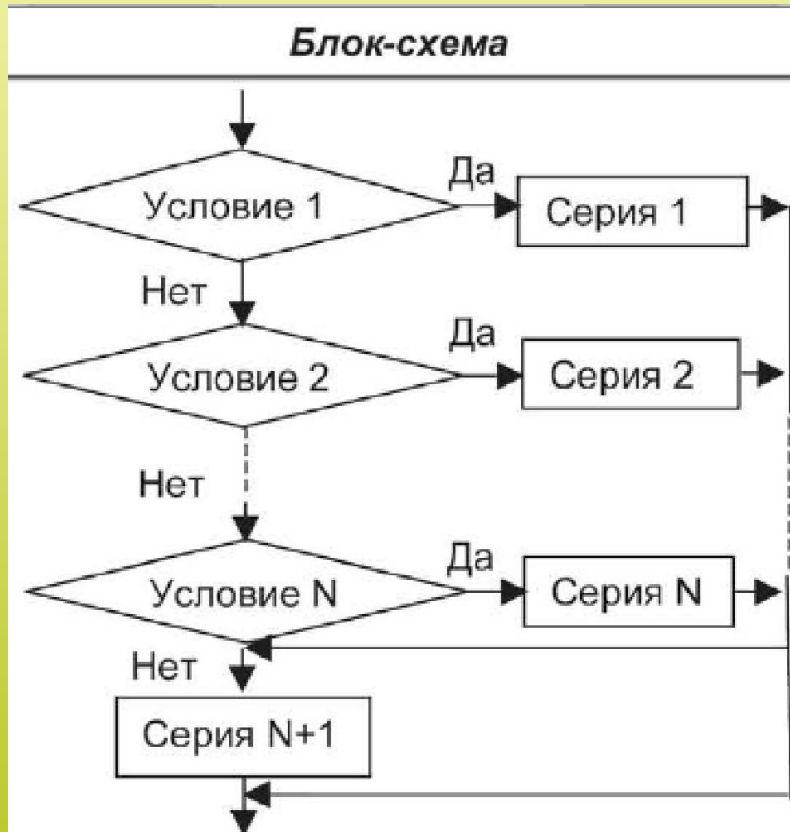 Блок-схема
Да
Условие 1
Серия 1
Нет
Да
Условие 2
Серия 2
Нет
Да
Условие N
Серия N
Нет
Серия N+1